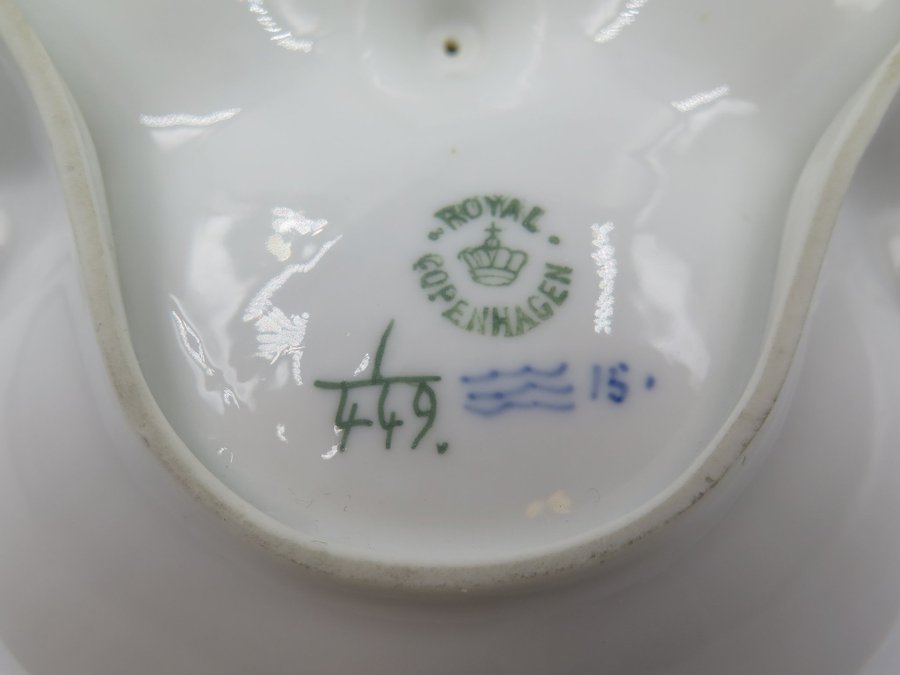 ROYAL
COPENHAGEN
1
449.
15.